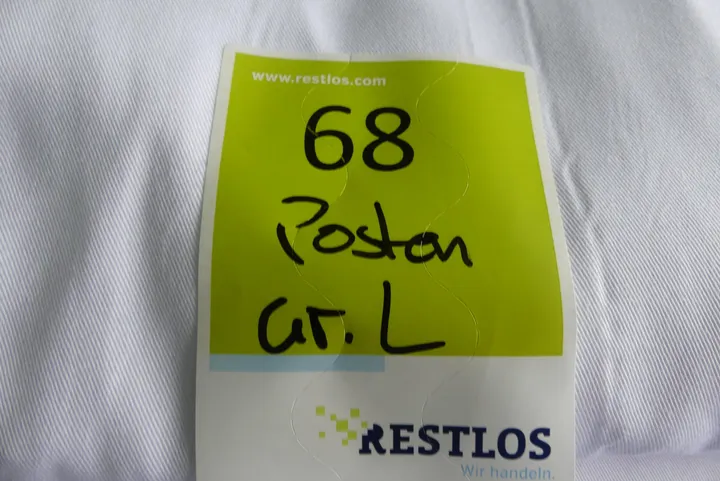 www.restlos.com
68
Posten
Gr. L
RESTLOS
Wir handeln.